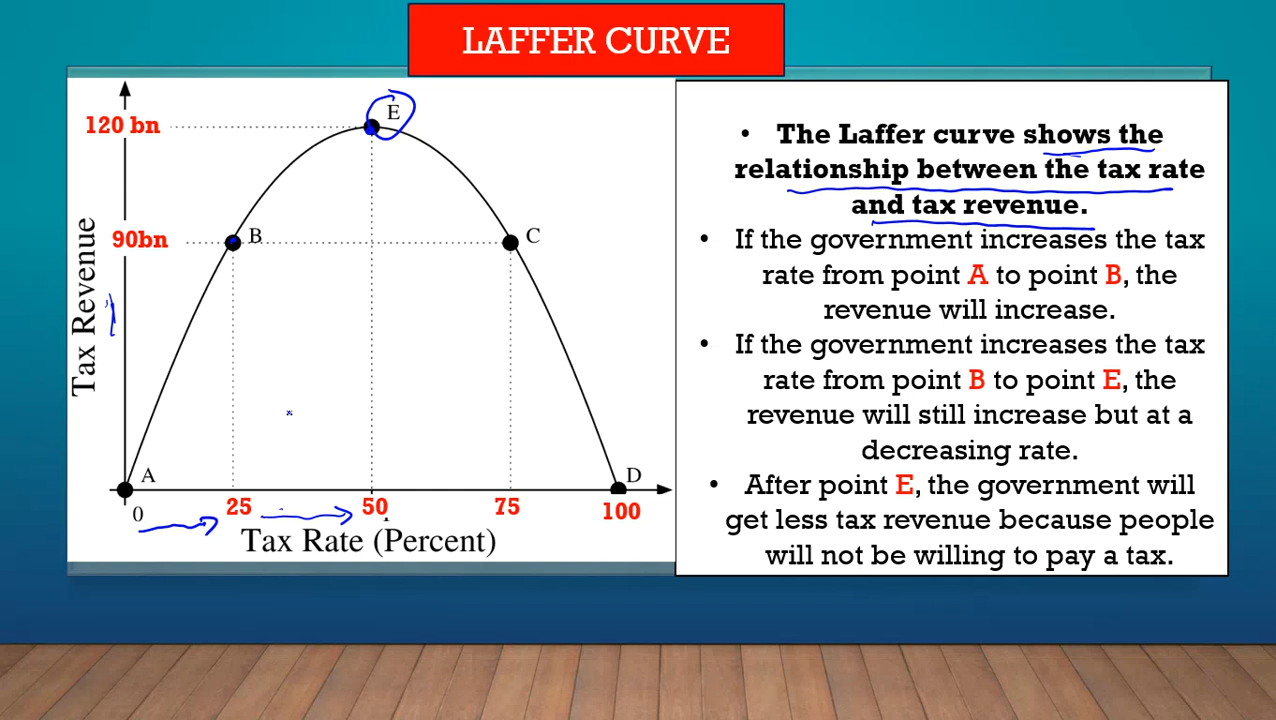 LAFFER CURVE
E
120 bn
B
C
90bn
Tax Revenue
A
D
0
25
50
75
100
Tax Rate (Percent)
• The Laffer curve shows the
relationship between the tax rate
and tax revenue.
• If the government increases the tax
rate from point A to point B, the
revenue will increase.
• If the government increases the tax
rate from point B to point E, the
revenue will still increase but at a
decreasing rate.
• After point E, the government will
get less tax revenue because people
will not be willing to pay a tax.